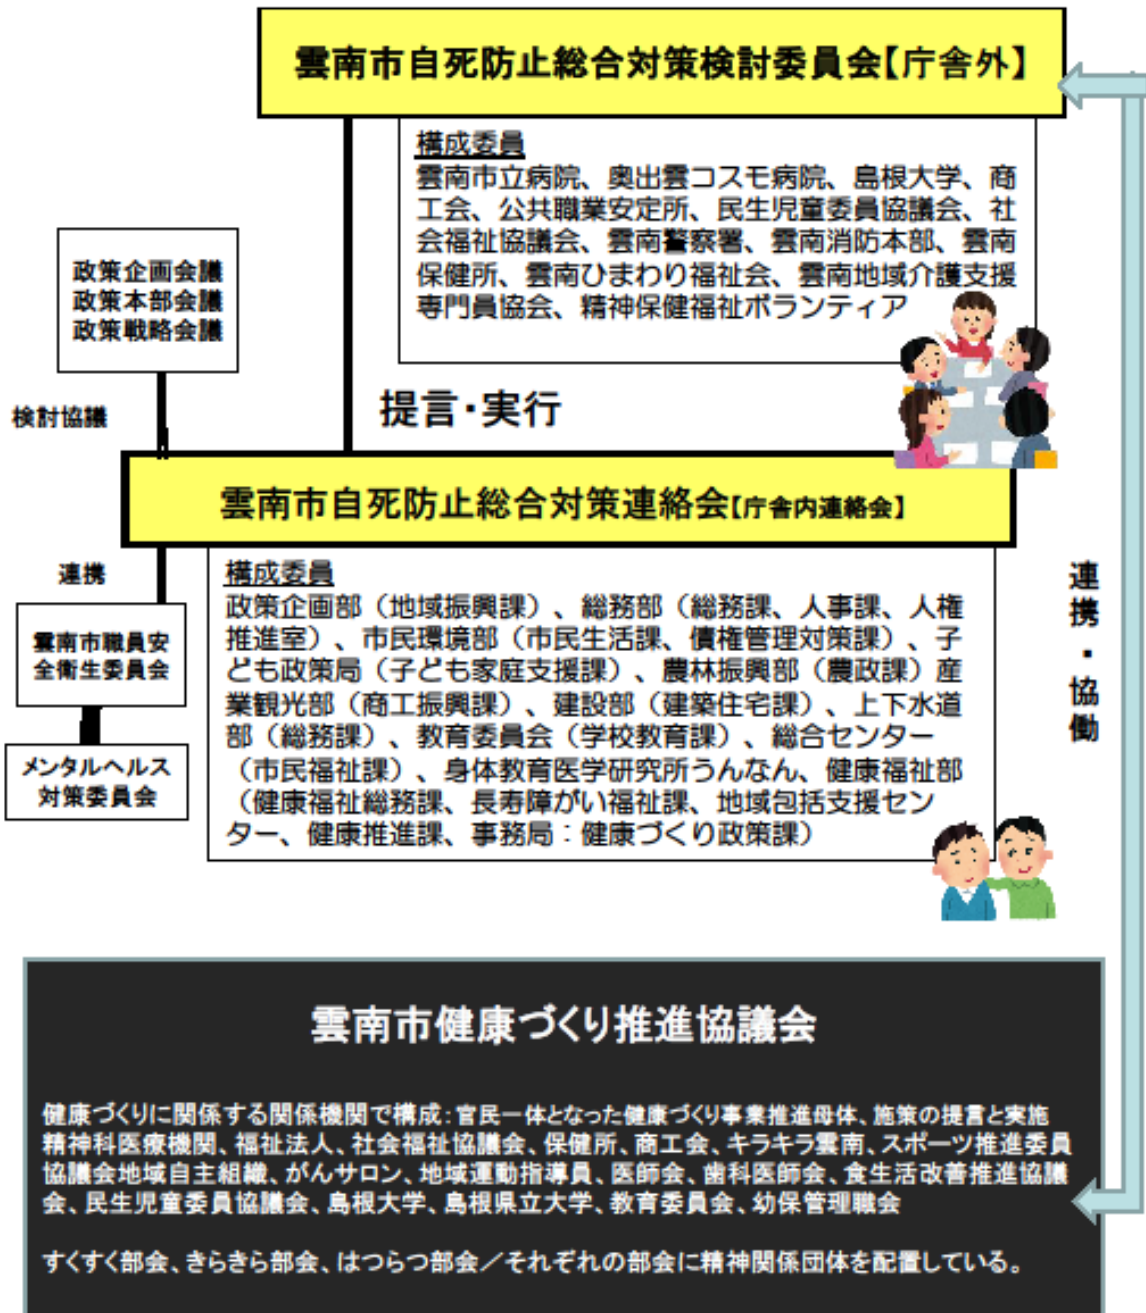 雲南市自死防止総合対策検討委員会【庁舎外】
構成委員
雲南市立病院、奥出雲コスモ病院、島根大学、商
工会、公共職業安定所、民生児童委員協議会、社
会福祉協議会、雲南警察署、雲南消防本部、雲南
保健所、雲南ひまわり福祉会、雲南地域介護支援
専門員協会、精神保健福祉ボランティア
政策企画会議
政策本部会議
政策戦略会議
検討協議
提言・実行
雲南市自死防止総合対策連絡会【庁舎内連絡会】
連携
雲南市職員安
全衛生委員会
メンタルヘルス
対策委員会
構成委員
政策企画部（地域振興課）、総務部（総務課、人事課、人権
推進室）、市民環境部（市民生活課、債権管理対策課）、子
ども政策局（子ども家庭支援課）、農林振興部（農政課）産
業観光部（商工振興課）、建設部（建築住宅課）、上下水道
部（総務課）、教育委員会（学校教育課）、総合センター
（市民福祉課）、身体教育医学研究所うんなん、健康福祉部
（健康福祉総務課、長寿障がい福祉課、地域包括支援セン
ター、健康推進課、事務局：健康づくり政策課）
連携・協働
雲南市健康づくり推進協議会
健康づくりに関係する関係機関で構成：官民一体となった健康づくり事業推進母体、施策の提言と実施
精神科医療機関、福祉法人、社会福祉協議会、保健所、商工会、キラキラ雲南、スポーツ推進委員
協議会地域自主組織、がんサロン、地域運動指導員、医師会、歯科医師会、食生活改善推進協議
会、民生児童委員協議会、島根大学、島根県立大学、教育委員会、幼保管理職会
すくすく部会、きらきら部会、はつらつ部会／それぞれの部会に精神関係団体を配置している。